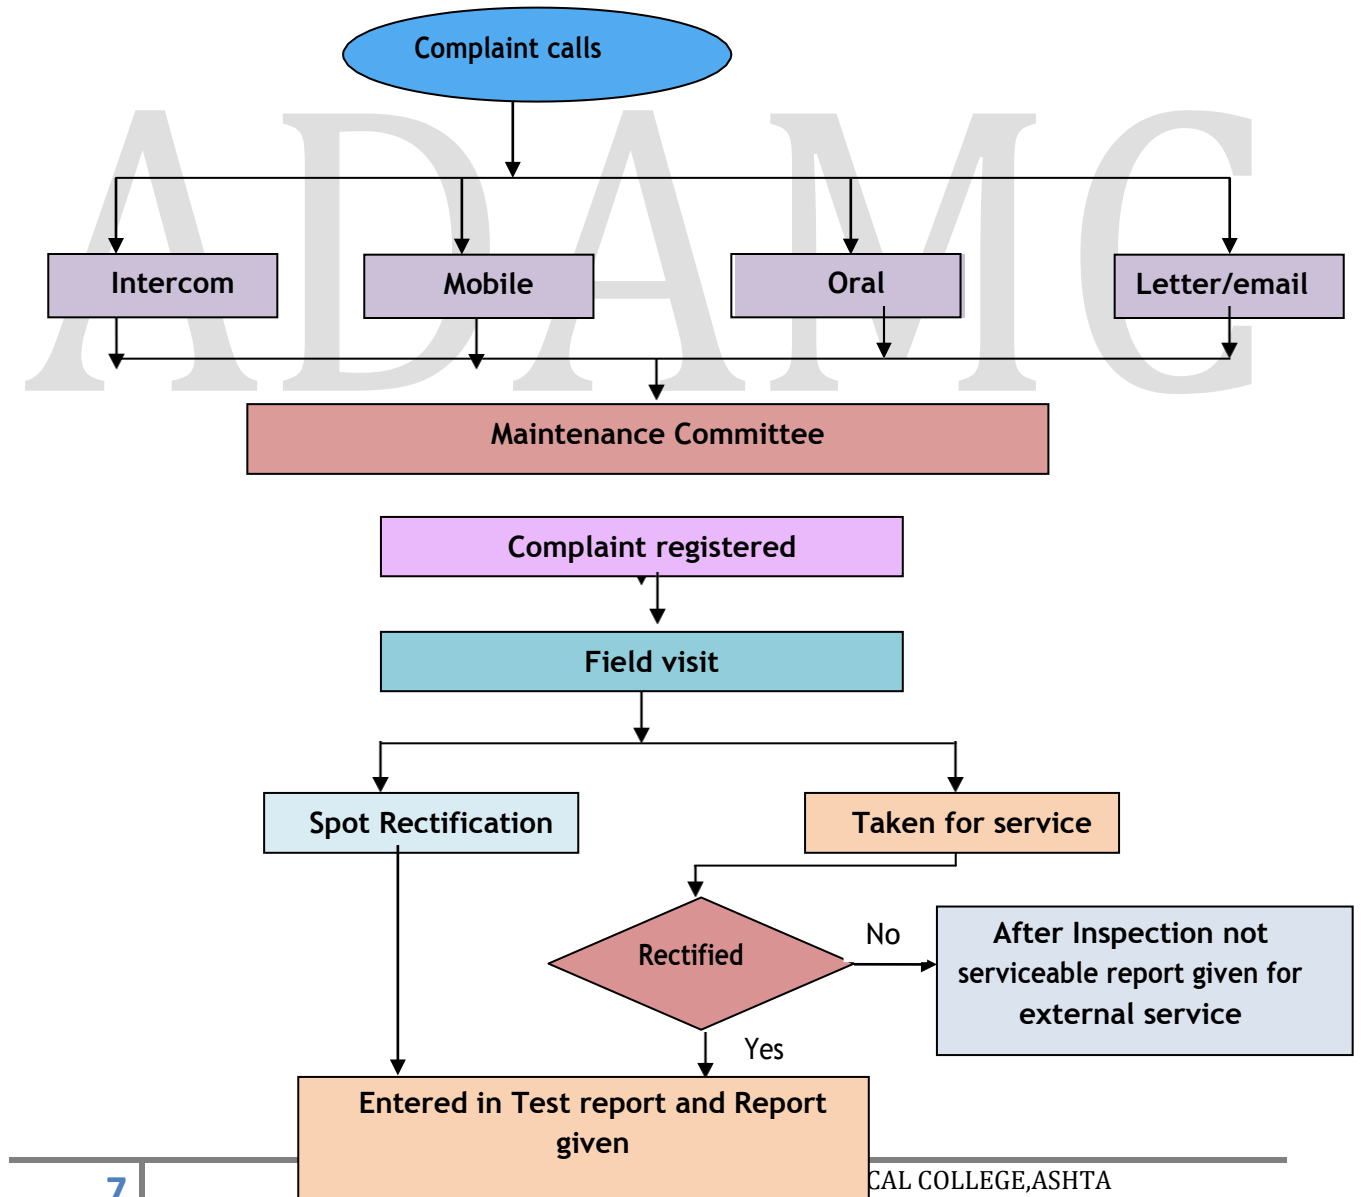 Complaint calls
ADAMC
Intercom
Mobile
Oral
Letter/email
Maintenance Committee
Complaint registered
Field visit
Spot Rectification
Taken for service
Rectified
No
After Inspection not
serviceable report given for
external service
Yes
Entered in Test report and Report
given
7
CAL COLLEGE,ASHTA